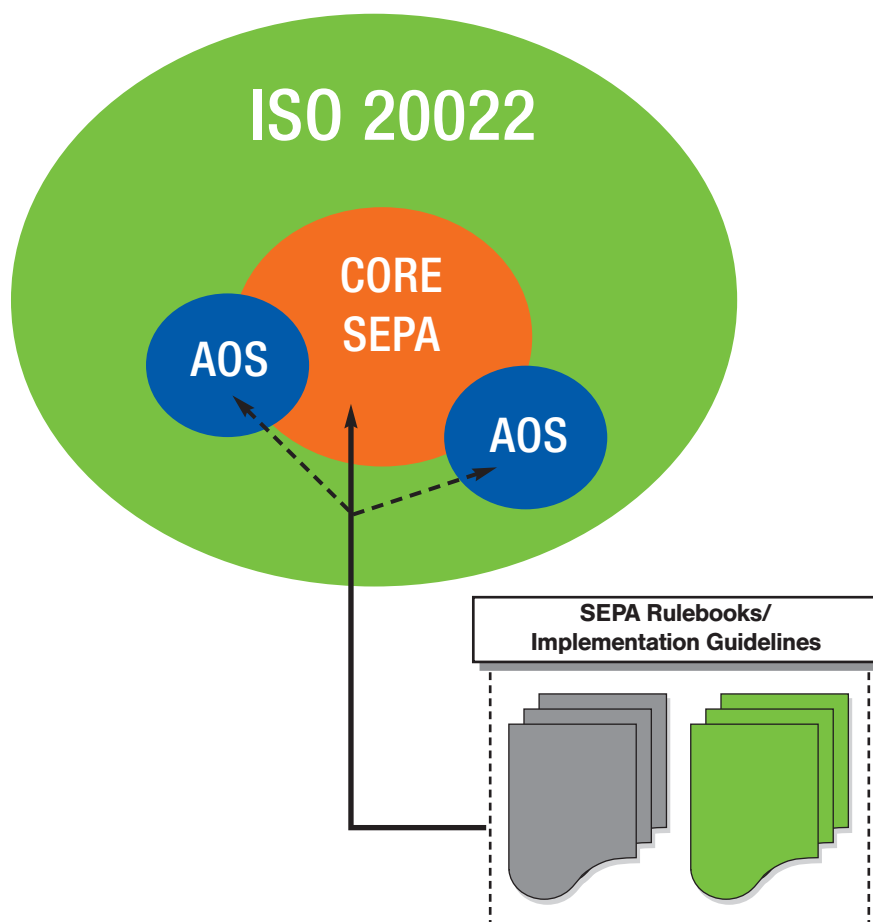 ISO 20022
CORE
SEPA
AOS
AOS
SEPA Rulebooks/
Implementation Guidelines